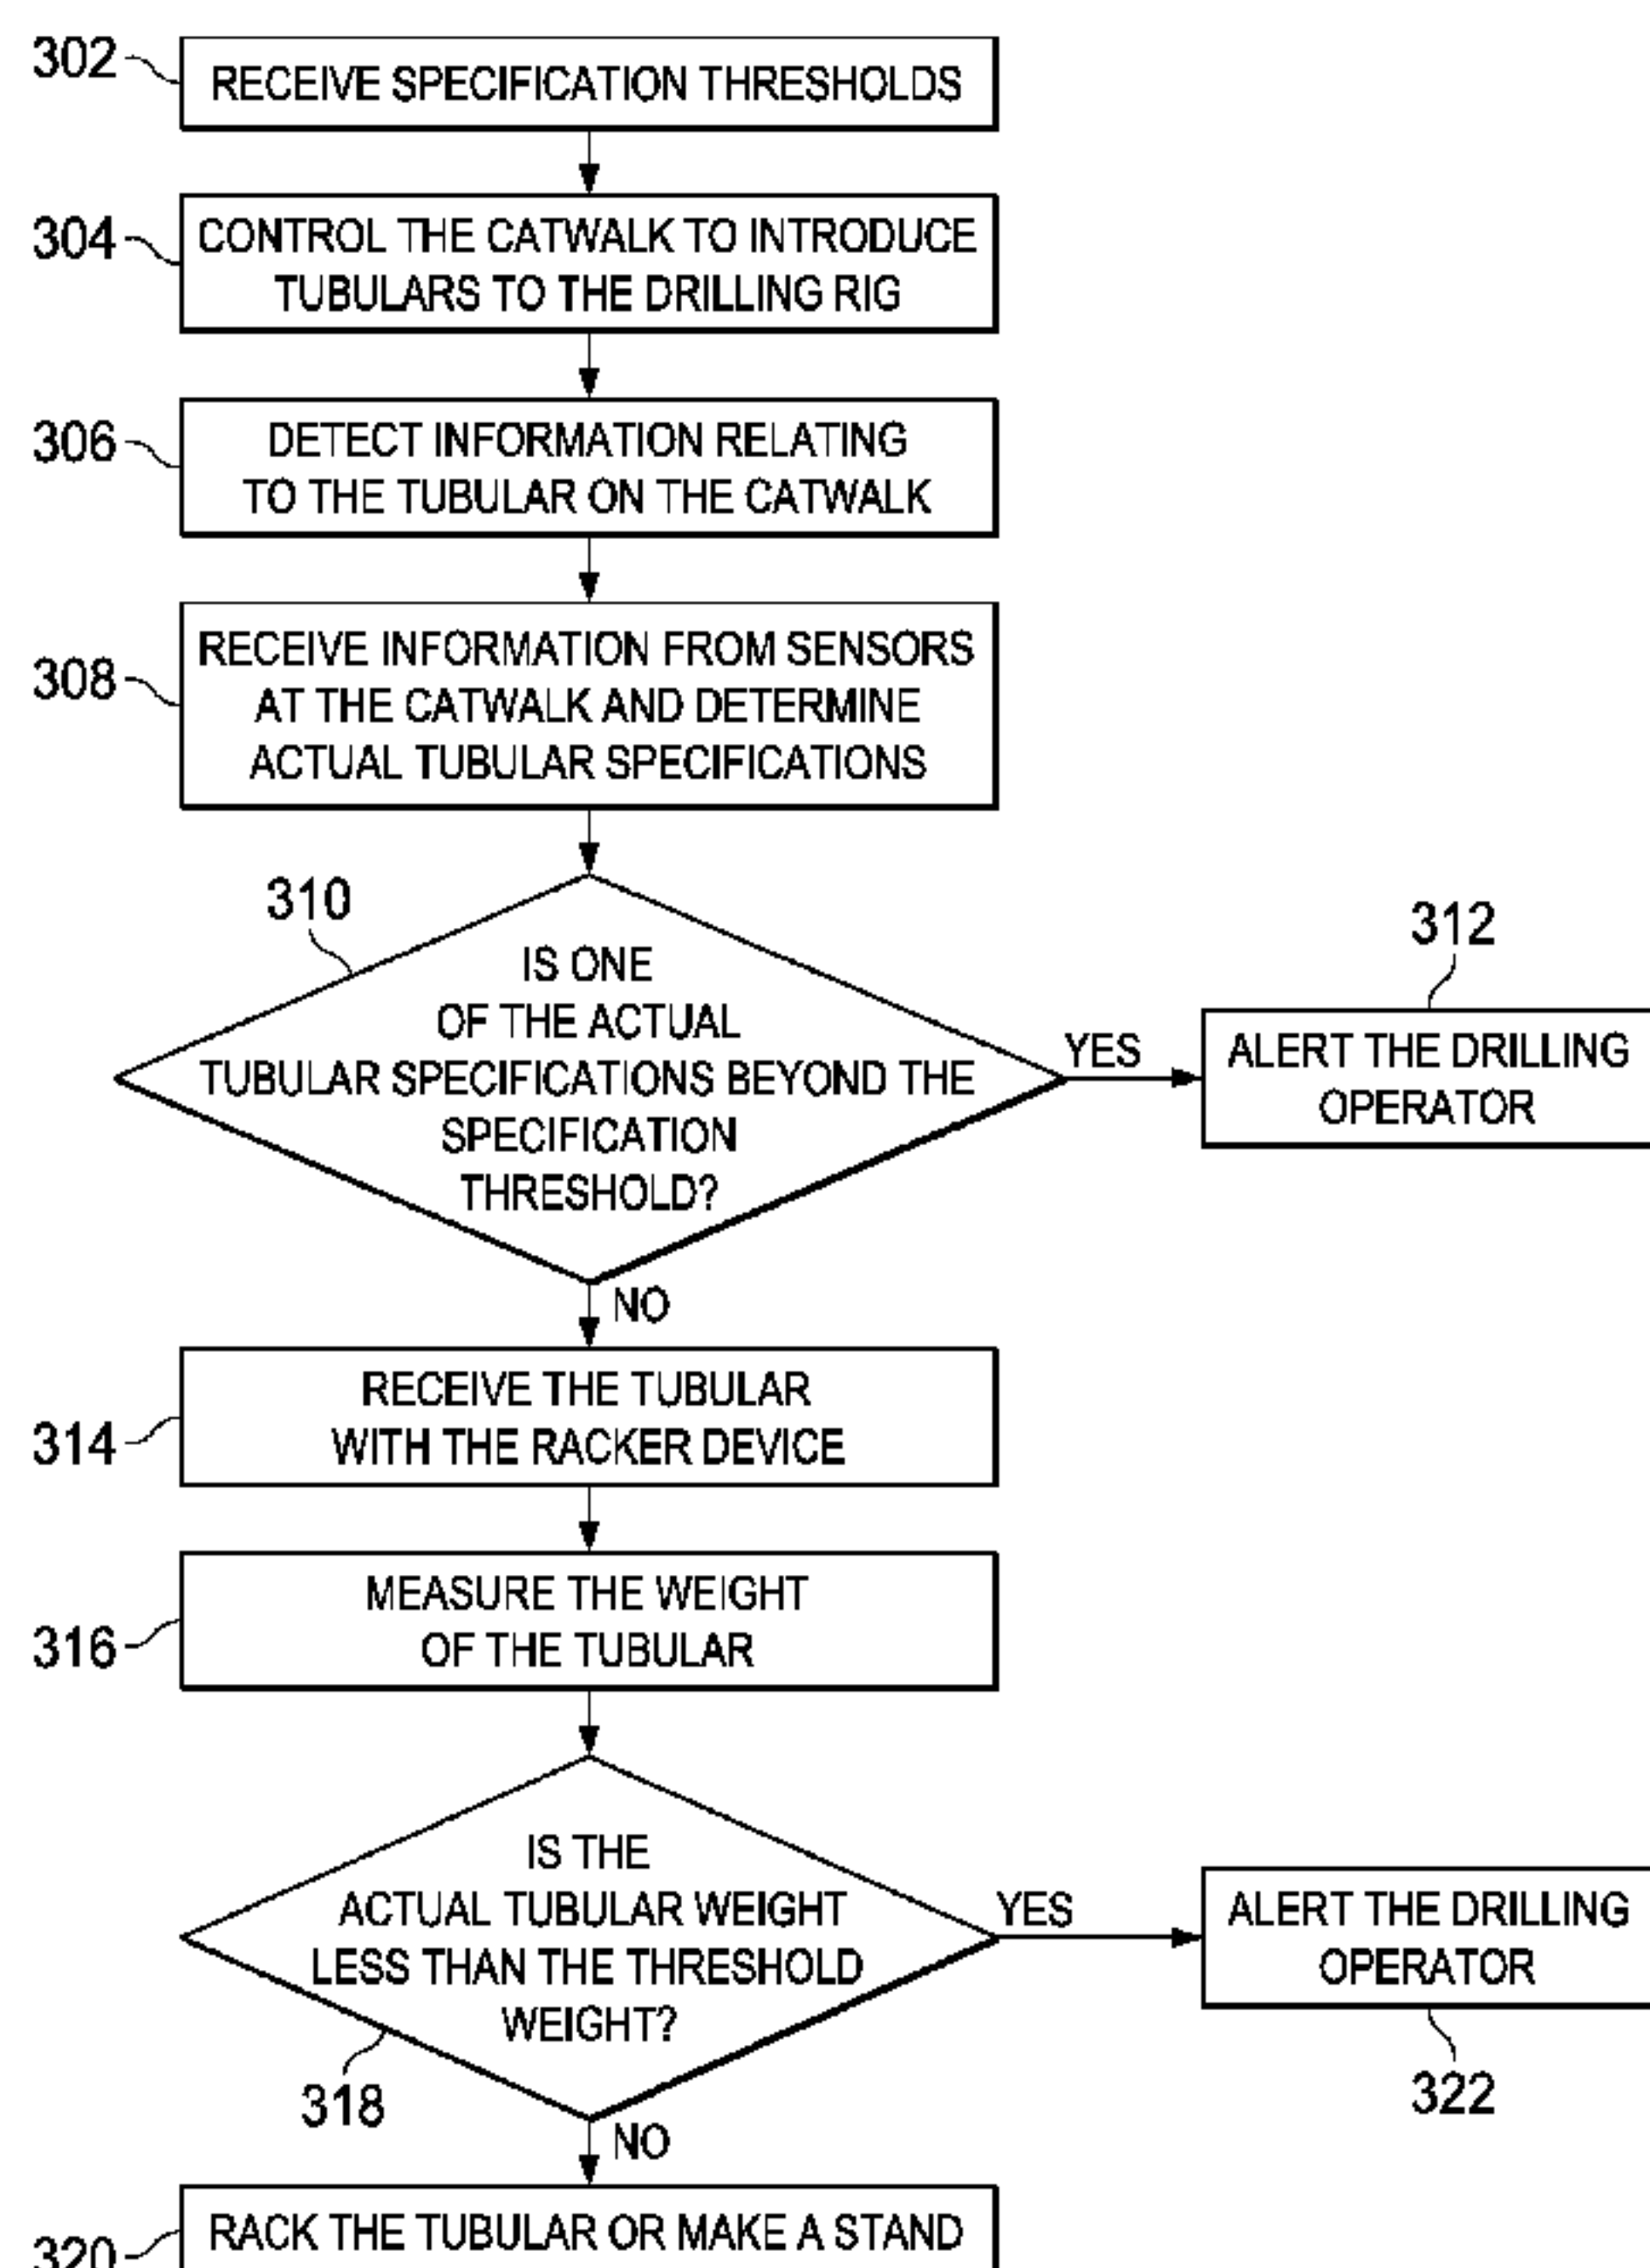 302
RECEIVE SPECIFICATION THRESHOLDS
304
CONTROL THE CATWALK TO INTRODUCE
TUBULARS TO THE DRILLING RIG
306
DETECT INFORMATION RELATING
TO THE TUBULAR ON THE CATWALK
308
RECEIVE INFORMATION FROM SENSORS
AT THE CATWALK AND DETERMINE
ACTUAL TUBULAR SPECIFICATIONS
310
IS ONE
OF THE ACTUAL
TUBULAR SPECIFICATIONS BEYOND THE
SPECIFICATION
THRESHOLD?
YES
312
ALERT THE DRILLING
OPERATOR
NO
314
RECEIVE THE TUBULAR
WITH THE RACKER DEVICE
316
MEASURE THE WEIGHT
OF THE TUBULAR
318
IS THE
ACTUAL TUBULAR WEIGHT
LESS THAN THE THRESHOLD
WEIGHT?
YES
ALERT THE DRILLING
OPERATOR
322
NO
320
RACK THE TUBULAR OR MAKE A STAND